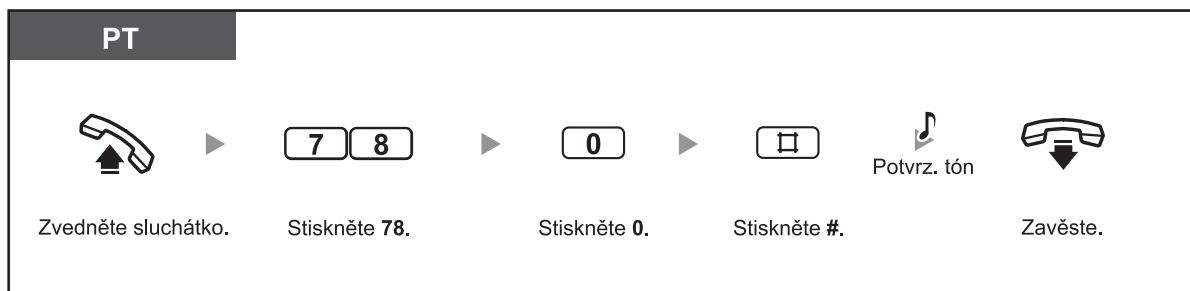 PT
7 8 0 #
Potvrz. tón
Zvedněte sluchátko. Stiskněte 78. Stiskněte 0. Stiskněte #. Zavěste.